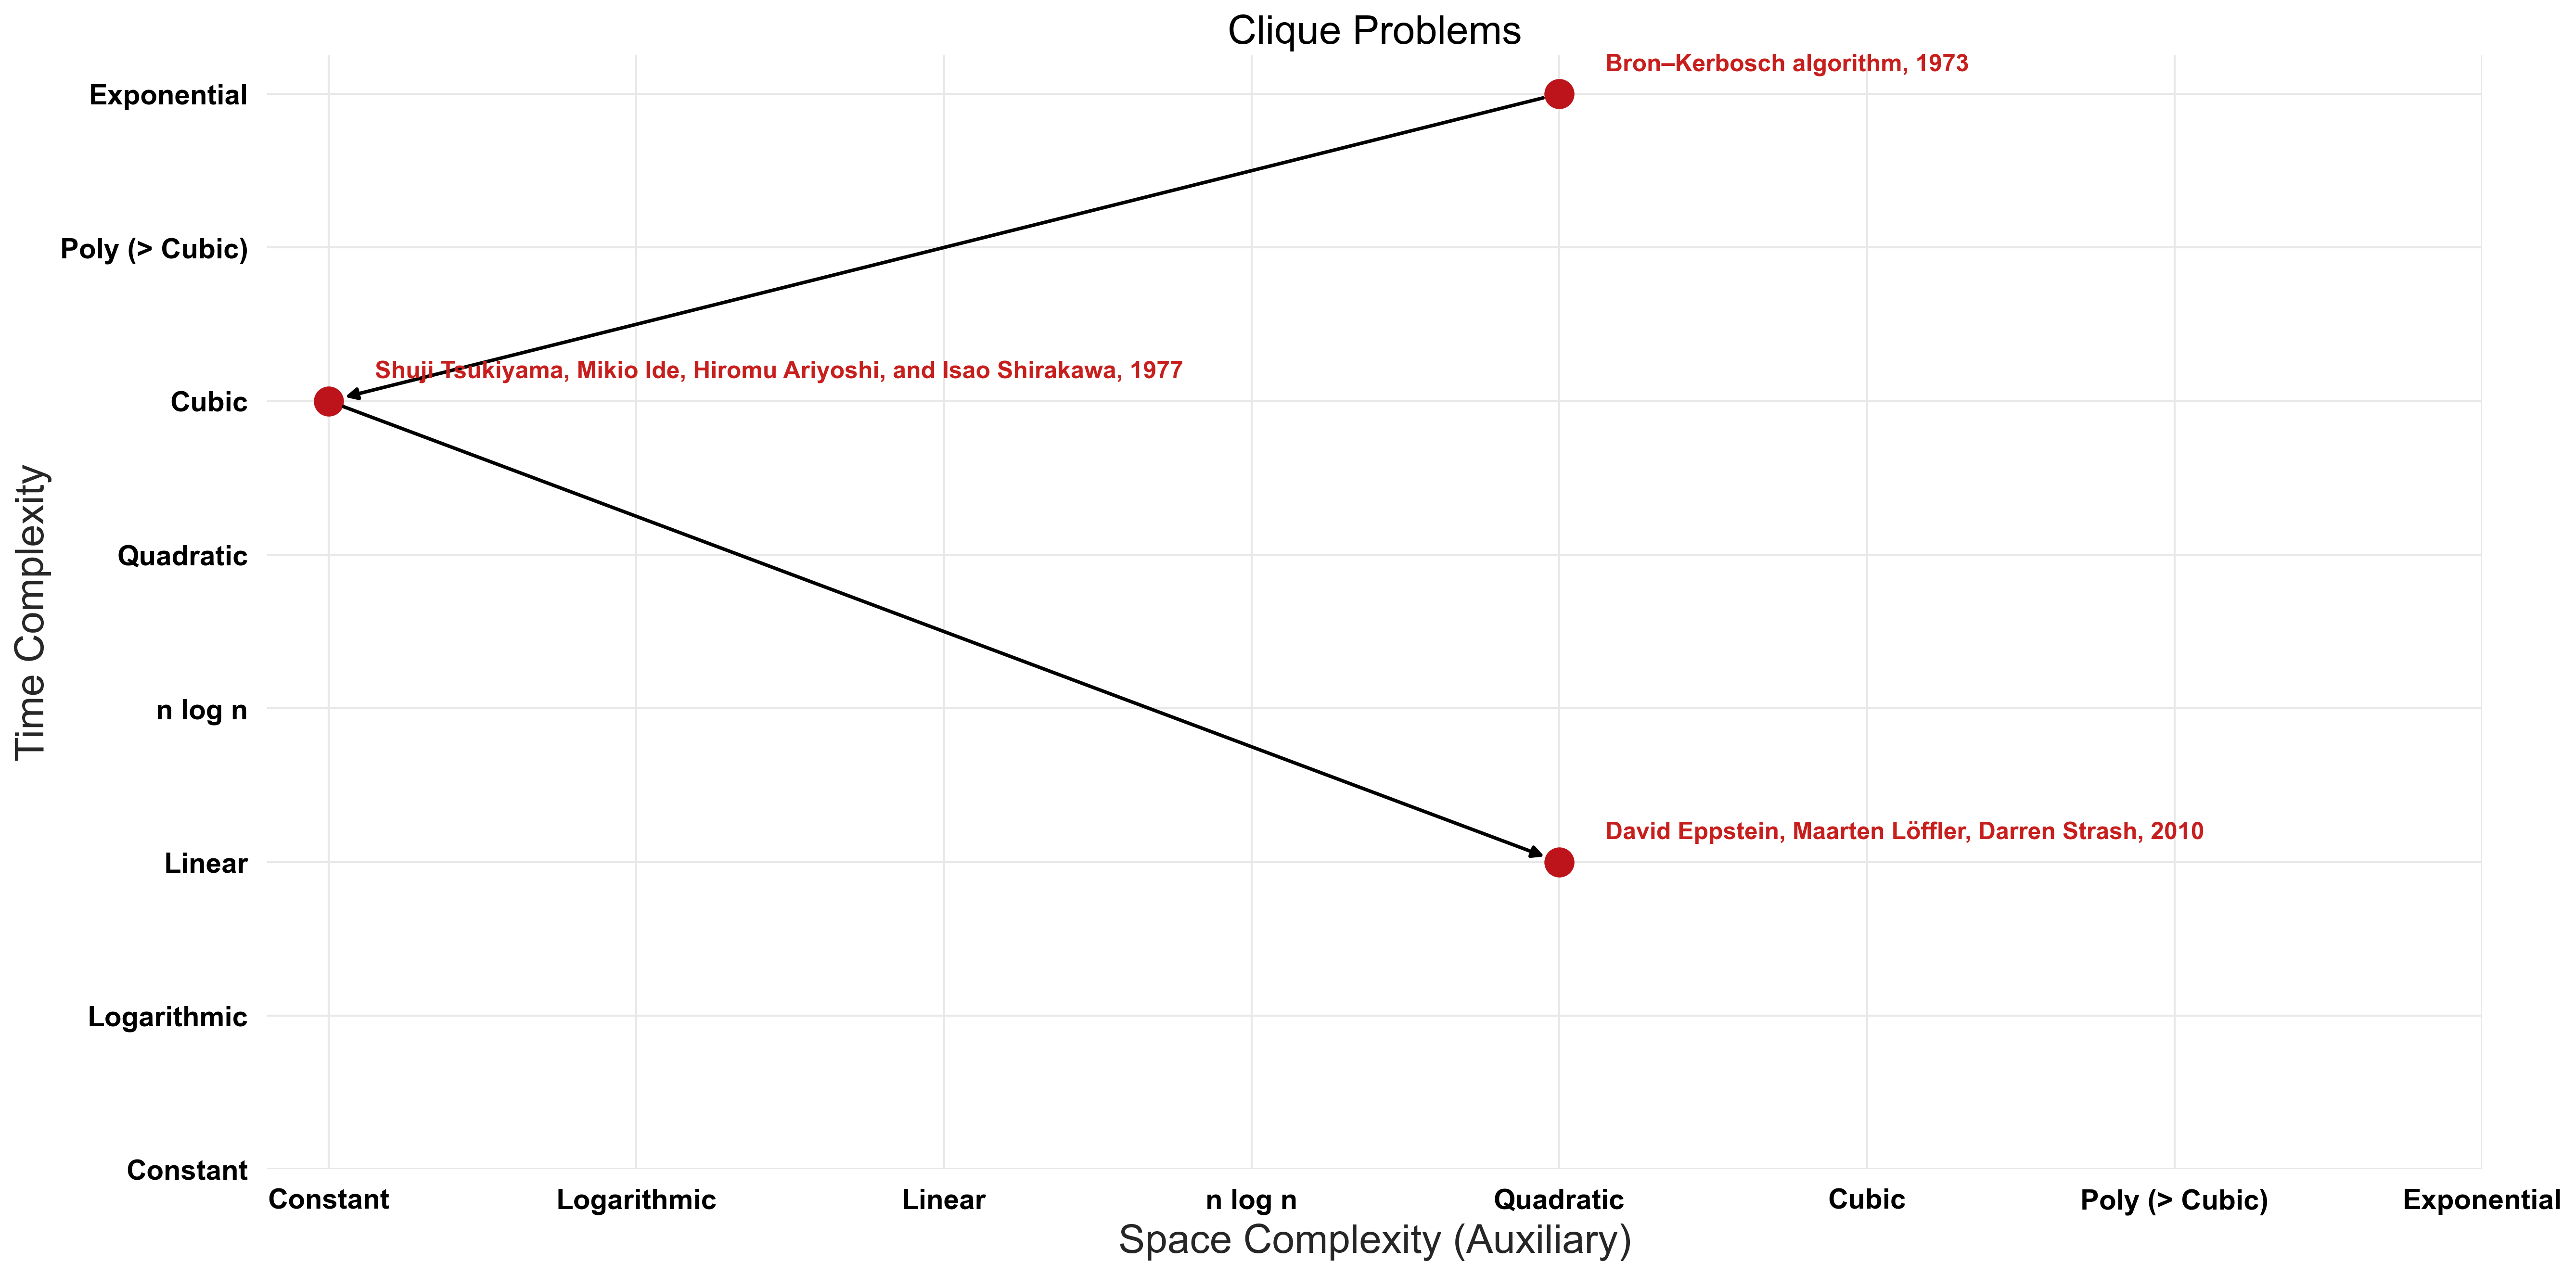 Clique Problems
Bron–Kerbosch algorithm, 1973
Exponential
Poly (> Cubic)
Shuji Tsukiyama, Mikio Ide, Hiromu Ariyoshi, and Isao Shirakawa, 1977
Cubic
Quadratic
Time Complexity
n log n
David Eppstein, Maarten Löffler, Darren Strash, 2010
Linear
Logarithmic
Constant
Constant Logarithmic Linear n log n Quadratic Cubic Poly (> Cubic) Exponential
Space Complexity (Auxiliary)